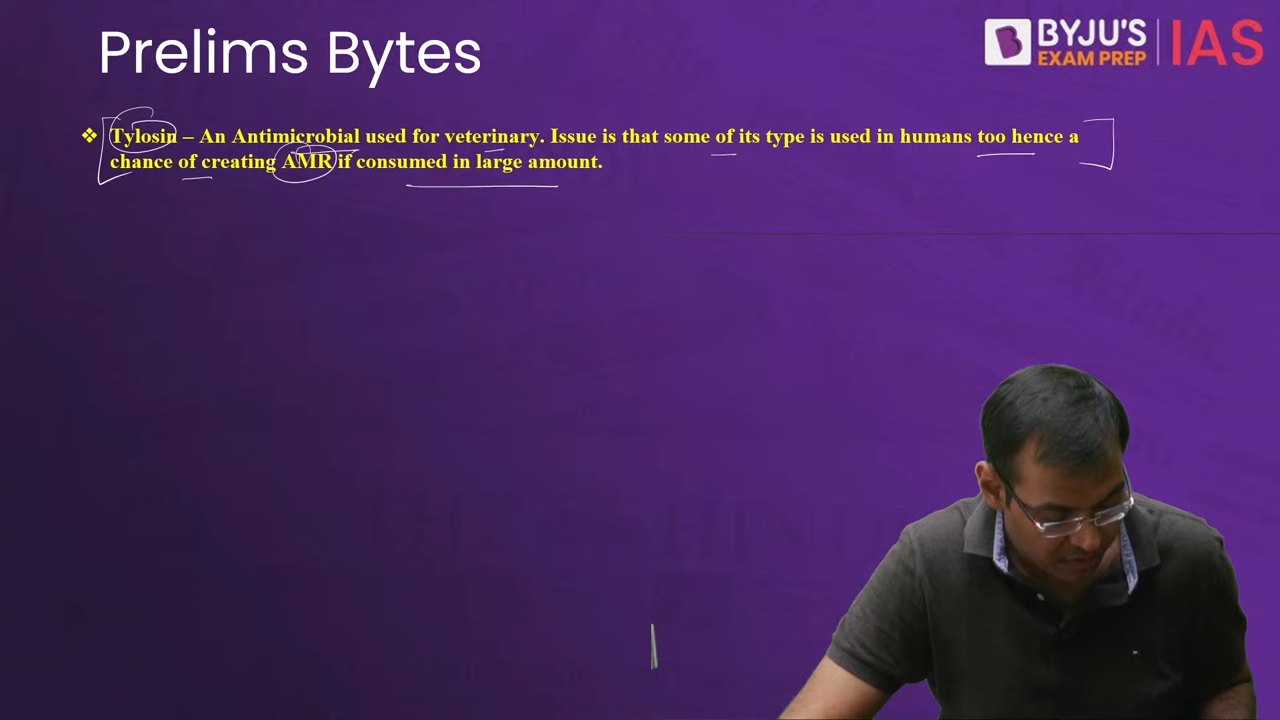 Prelims Bytes
BYJU'S
EXAM PREP
IAS
❖ Tylosin – An Antimicrobial used for veterinary. Issue is that some of its type is used in humans too hence a
chance of creating AMR if consumed in large amount.